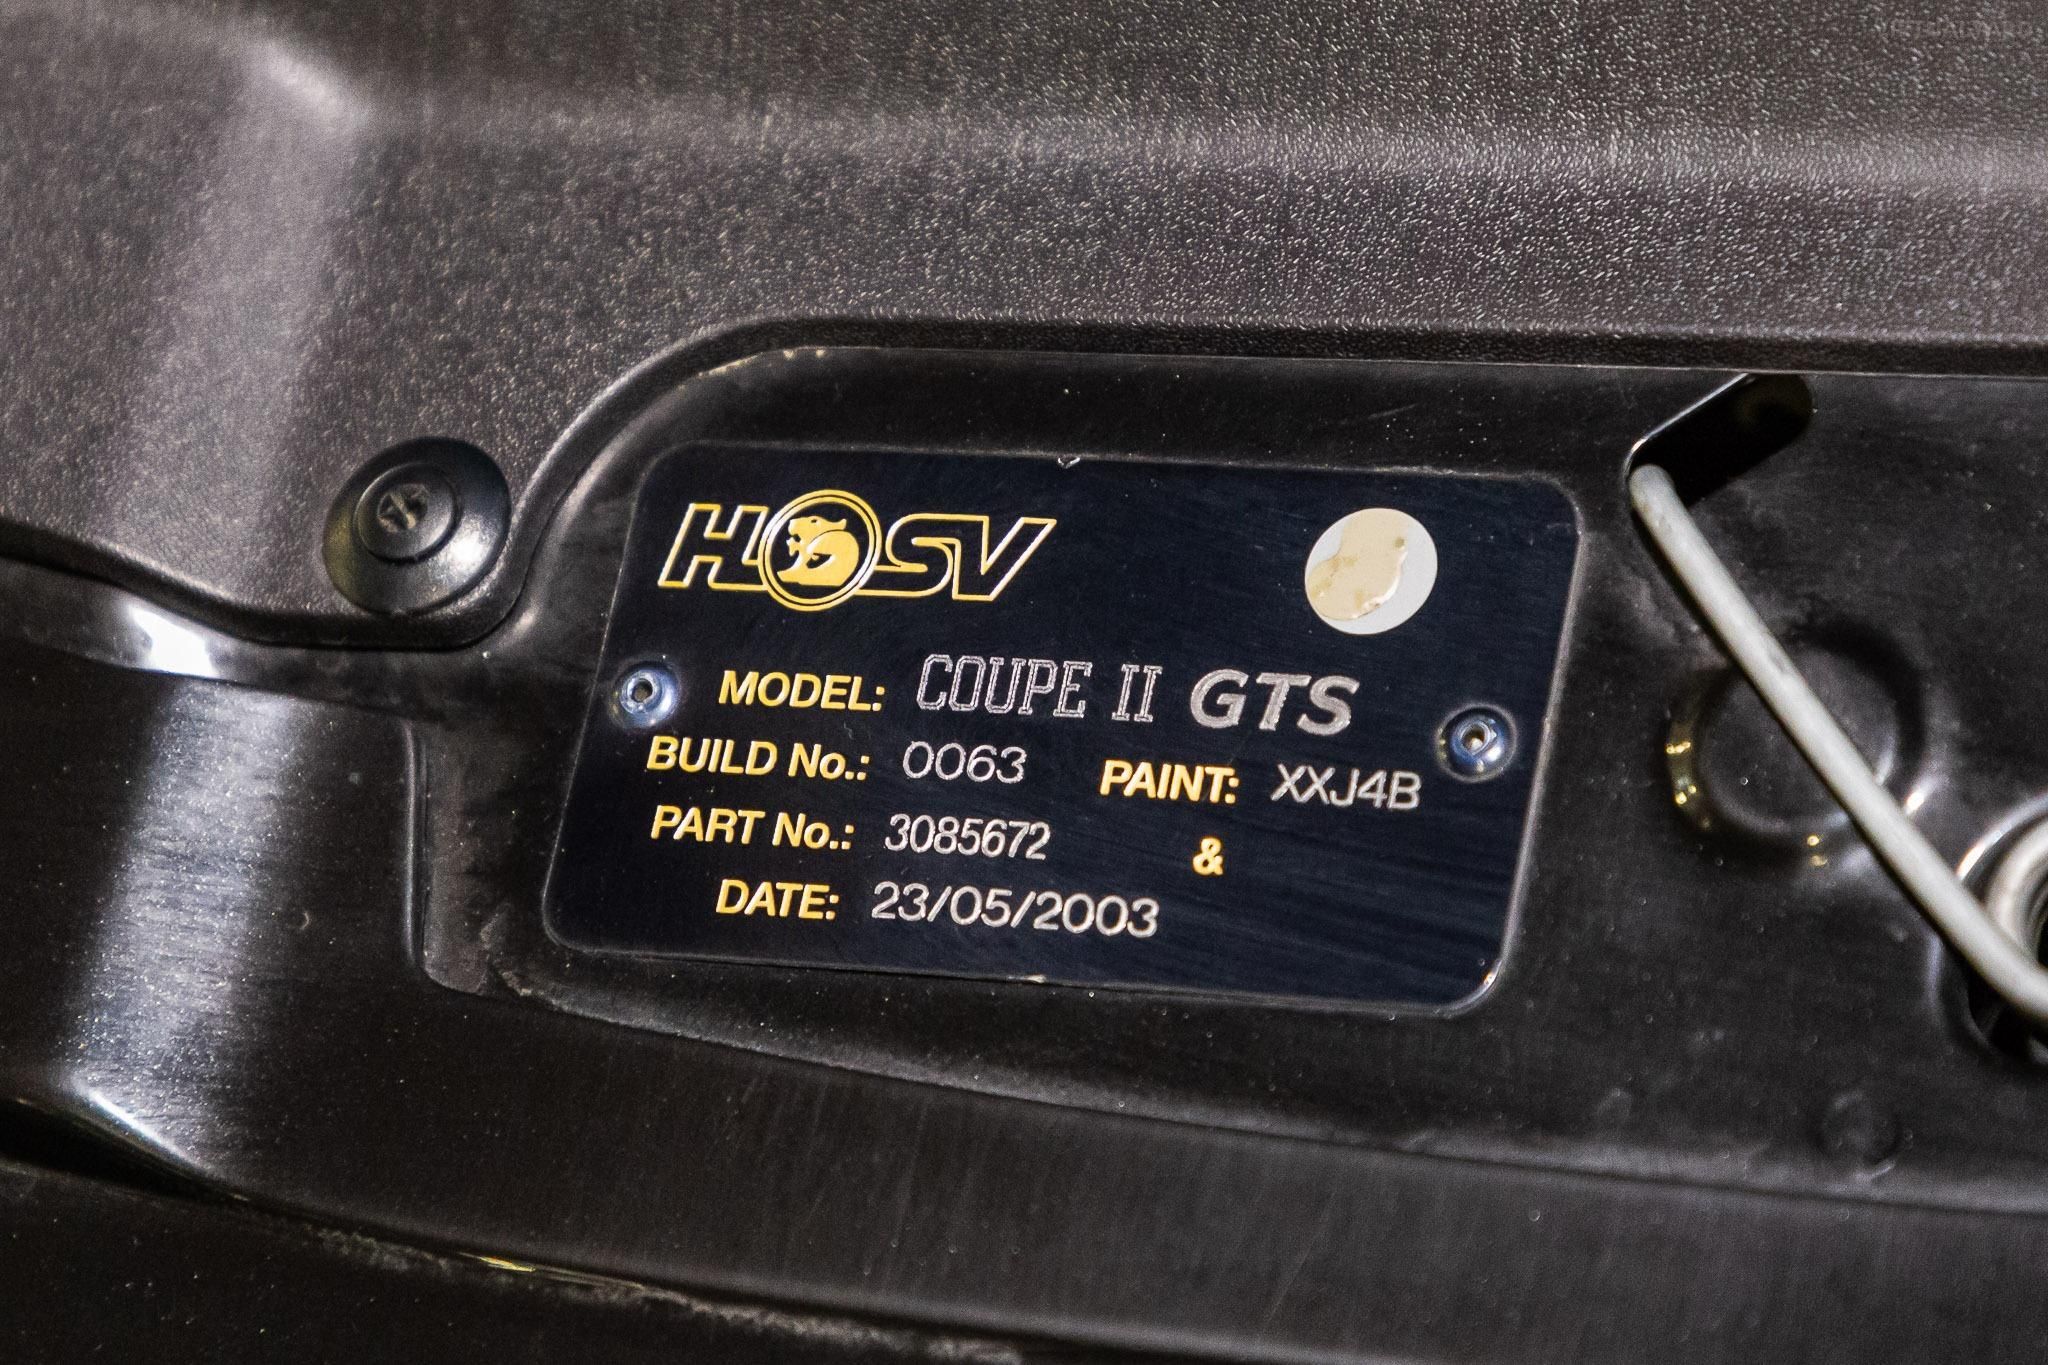 HSV
MODEL: COUPE II GTS
BUILD No.: 0063 PAINT: XXJ4B
PART No.: 3085672 &
DATE: 23/05/2003